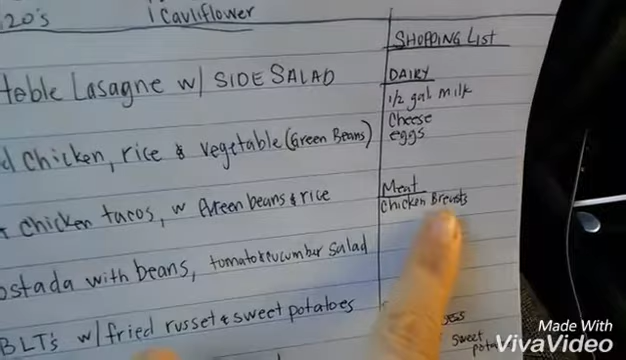 20's
1 Cauliflower
SHOPPING LIST
table Lasagne w/ SIDE SALAD
DAIRY
1/2 gal milk
Cheese
eggs
d chicken, rice & vegetable (Green Beans)
Meat
Chicken Breasts
chicken tacos, w Green beans & rice
ostada with beans, tomato & cucumber salad
BLT's w/ fried russet & sweet potatoes
sweet
Made With
VivaVideo